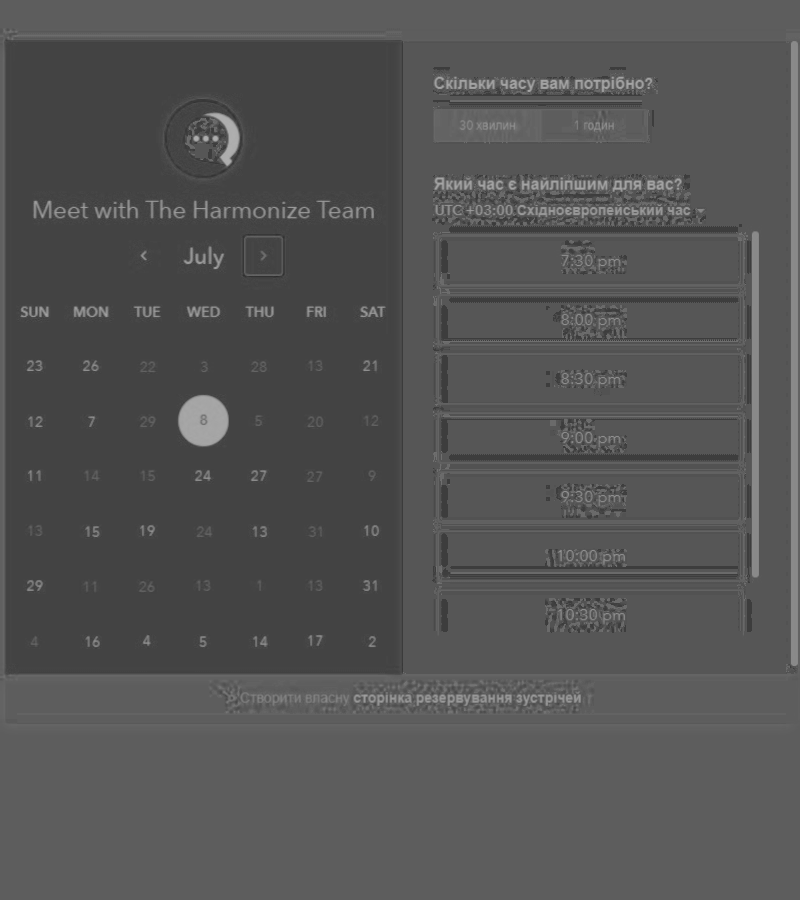 Meet with The Harmonize Team
July
SUN MON TUE WED THU FRI SAT
23 26 22 3 28 13 21
12 7 29 8 5 20 12
11 14 15 24 27 27 9
13 15 19 24 13 31 10
29 11 26 13 1 13 31
4 16 4 5 14 17 2
Скільки часу вам потрібно?
30 хвилин 1 годин
Який час є найліпшим для вас?
UTC +03:00 Східноєвропейський час
7:30 pm
8:00 pm
8:30 pm
9:00 pm
9:30 pm
10:00 pm
10:30 pm
Створити власну сторінка резервування зустрічей